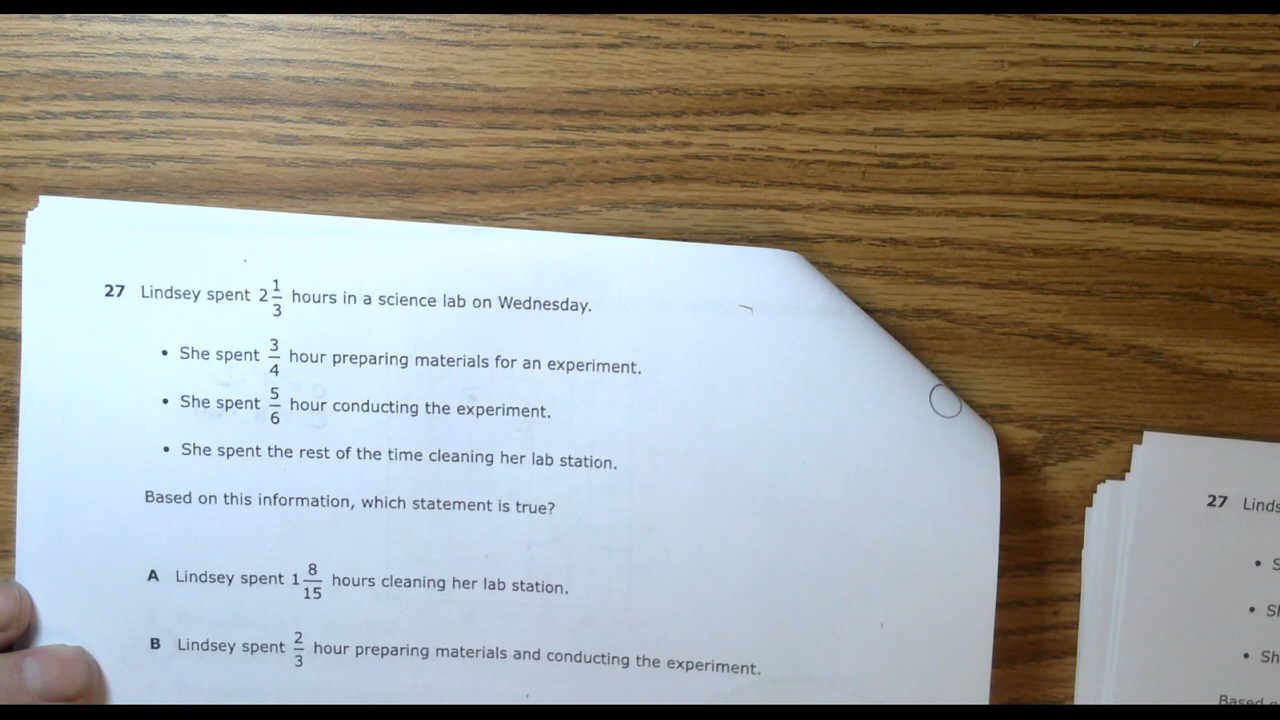 27 Lindsey spent 2 1/3 hours in a science lab on Wednesday.
• She spent 3/4 hour preparing materials for an experiment.
• She spent 5/6 hour conducting the experiment.
• She spent the rest of the time cleaning her lab station.
Based on this information, which statement is true?
A Lindsey spent 1 8/15 hours cleaning her lab station.
B Lindsey spent 2/3 hour preparing materials and conducting the experiment.
27 Linds
• S
• Sh
• Sh
Based